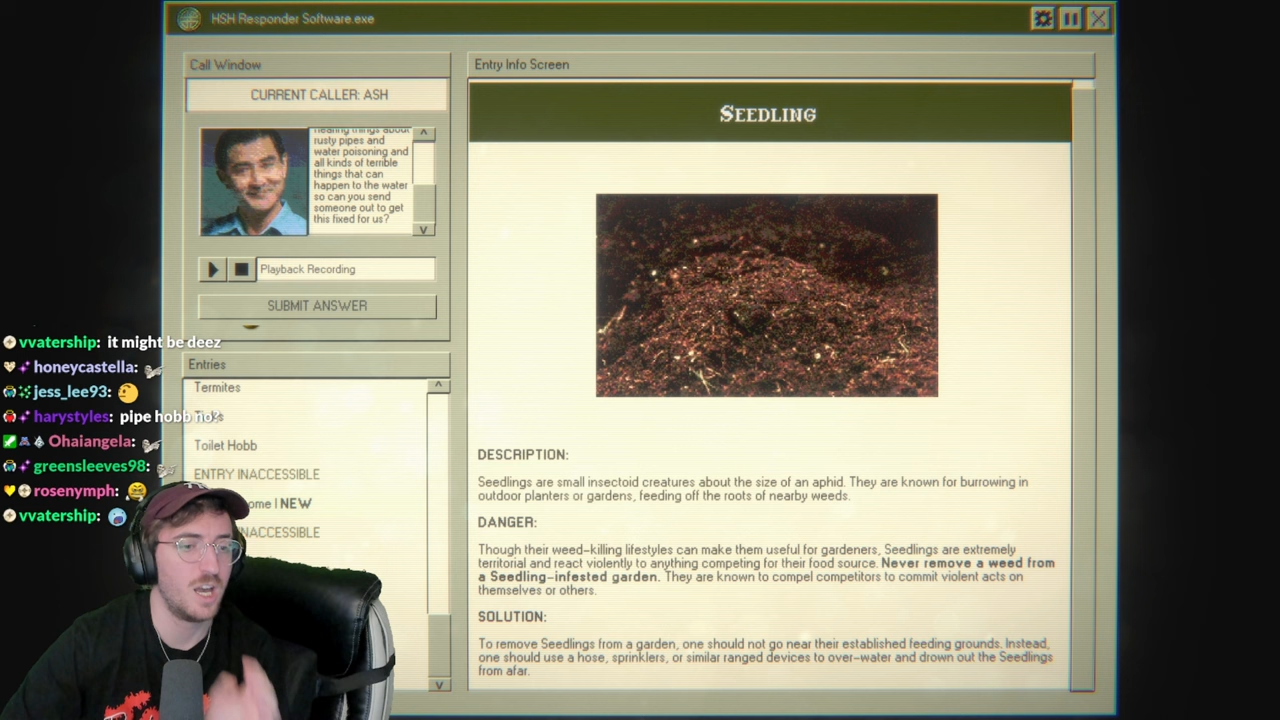 HSH Responder Software.exe
Call Window
CURRENT CALLER: ASH
hearing things about
rusty pipes and
water poisoning and
all kinds of terrible
things that can
happen to the water
so can you send
someone out to get
this fixed for us?
Playback Recording
SUBMIT ANSWER
Entries
Termites
Toilet Hobb
ENTRY INACCESSIBLE
ome | NEW
INACCESSIBLE
vvatership: it might be deez
honeycastella:
jess_lee93:
harystyles: pipe hobb no?
Ohaiangela:
greensleeves98:
rosenymph:
vvatership:
Entry Info Screen
SEEDLING
DESCRIPTION:
Seedlings are small insectoid creatures about the size of an aphid. They are known for burrowing in
outdoor planters or gardens, feeding off the roots of nearby weeds.
DANGER:
Though their weed-killing lifestyles can make them useful for gardeners, Seedlings are extremely
territorial and react violently to anything competing for their food source. Never remove a weed from
a Seedling-infested garden. They are known to compel competitors to commit violent acts on
themselves or others.
SOLUTION:
To remove Seedlings from a garden, one should not go near their established feeding grounds. Instead,
one should use a hose, sprinklers, or similar ranged devices to over-water and drown out the Seedlings
from afar.